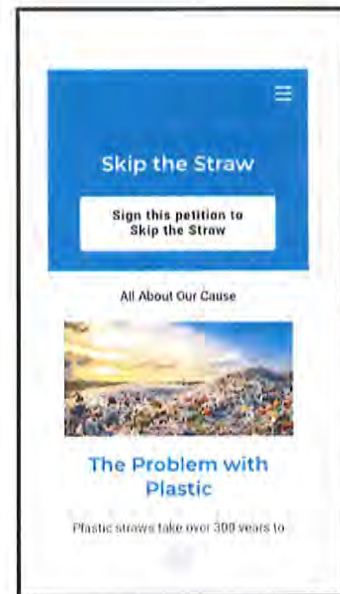 Skip the Straw
Sign this petition to
Skip the Straw
All About Our Cause
The Problem with
Plastic
Plastic straws take over 300 years to